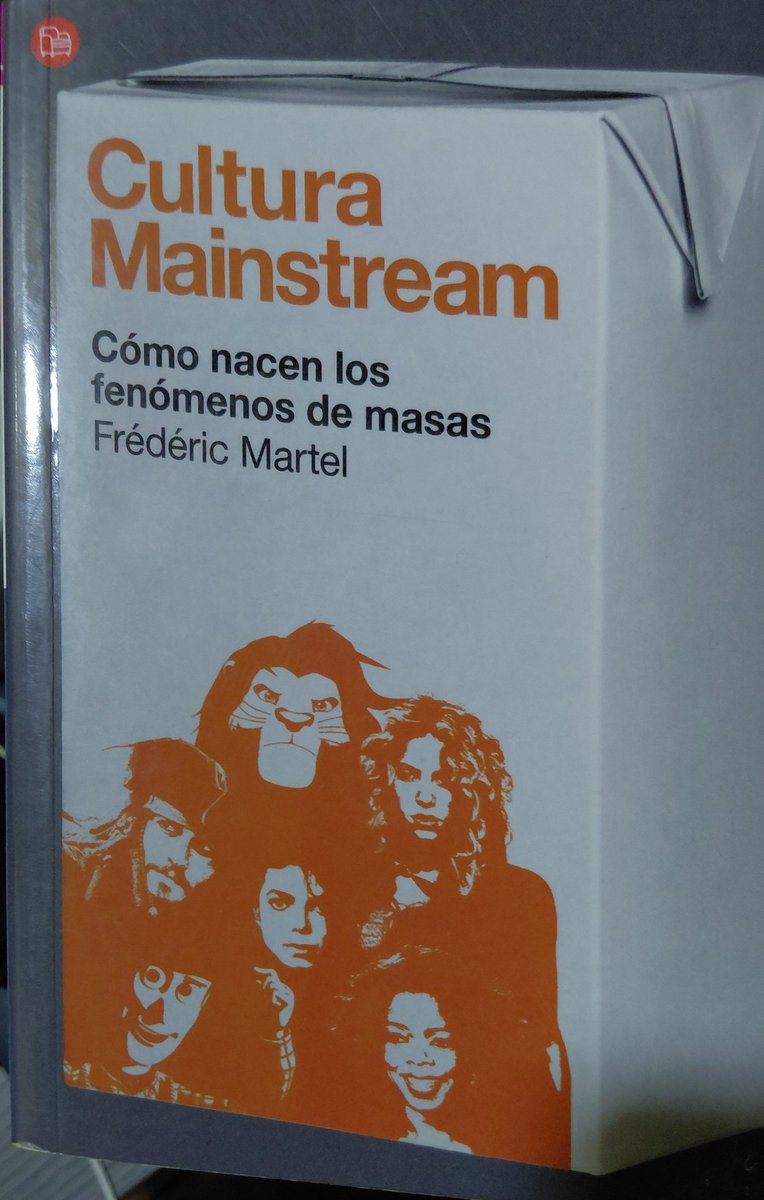 Cultura
Mainstream
Cómo nacen los
fenómenos de masas
Frédéric Martel